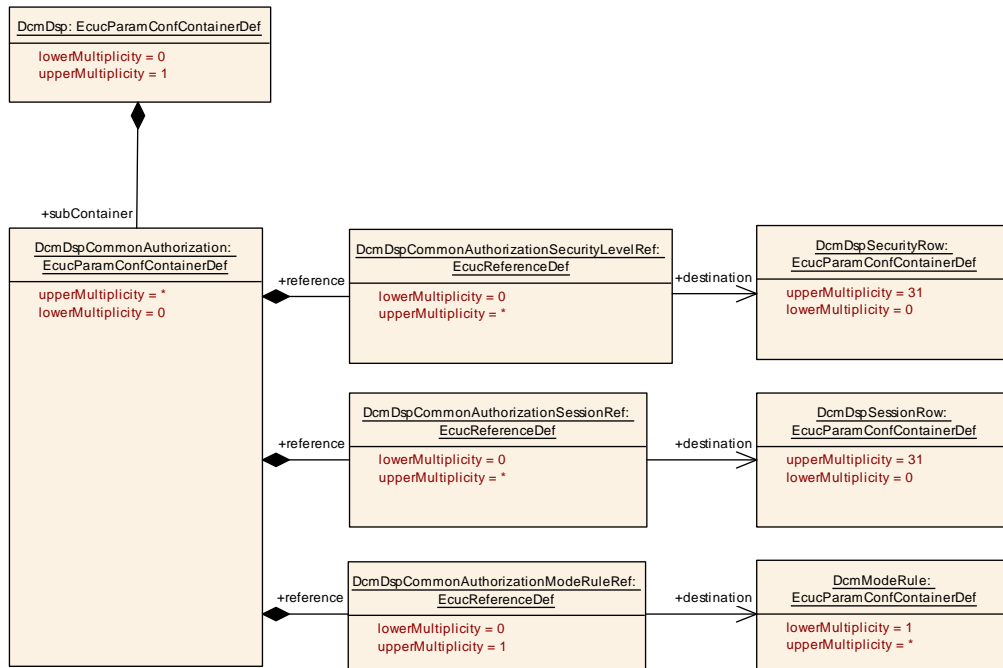 DcmDsp: EcucParamConfContainerDef
lowerMultiplicity = 0
upperMultiplicity = 1
+subContainer
DcmDspCommonAuthorization:
EcucParamConfContainerDef
upperMultiplicity = *
lowerMultiplicity = 0
+reference
DcmDspCommonAuthorizationSecurityLevelRef:
EcucReferenceDef
lowerMultiplicity = 0
upperMultiplicity = *
+destination
DcmDspSecurityRow:
EcucParamConfContainerDef
upperMultiplicity = 31
lowerMultiplicity = 0
+reference
DcmDspCommonAuthorizationSessionRef:
EcucReferenceDef
lowerMultiplicity = 0
upperMultiplicity = *
+destination
DcmDspSessionRow:
EcucParamConfContainerDef
upperMultiplicity = 31
lowerMultiplicity = 0
+reference
DcmDspCommonAuthorizationModeRuleRef:
EcucReferenceDef
lowerMultiplicity = 0
upperMultiplicity = 1
+destination
DcmModeRule:
EcucParamConfContainerDef
lowerMultiplicity = 1
upperMultiplicity = *